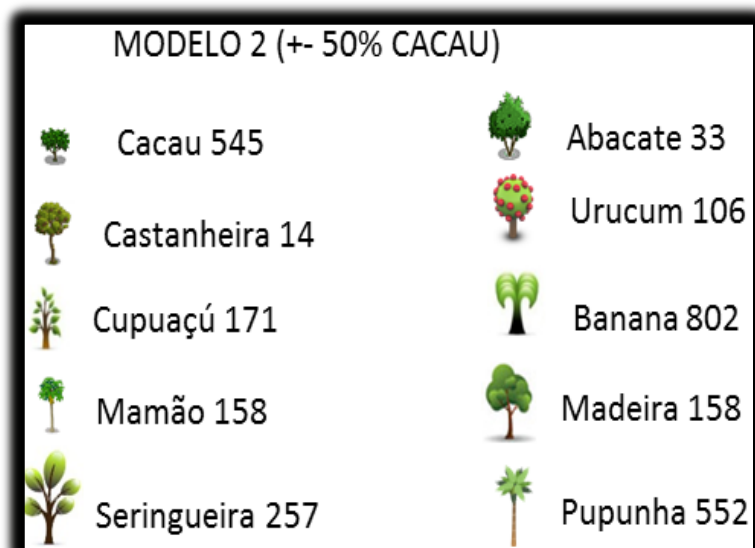 MODELO 2 (+- 50% CACAU)
Cacau 545
Castanheira 14
Cupuaçú 171
Mamão 158
Seringueira 257
Abacate 33
Urucum 106
Banana 802
Madeira 158
Pupunha 552